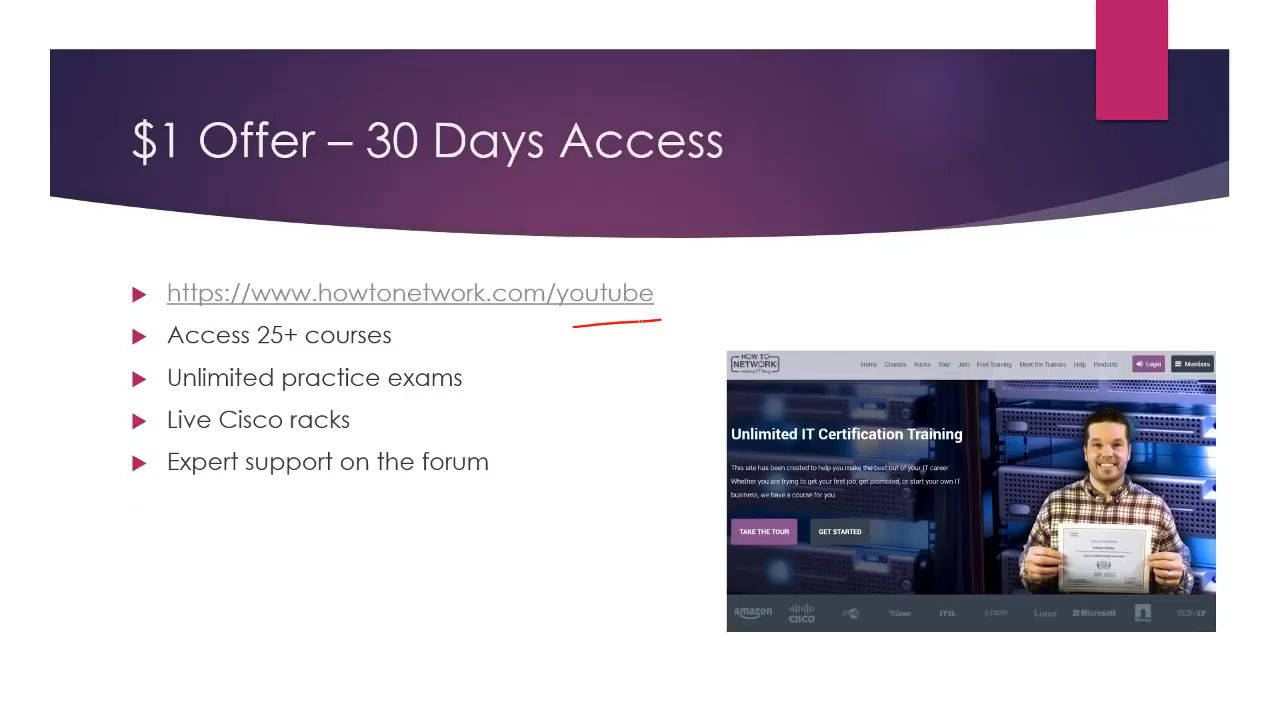 $1 Offer – 30 Days Access
https://www.howtonetwork.com/youtube
Access 25+ courses
Unlimited practice exams
Live Cisco racks
Expert support on the forum
HOW TO
NETWORK
Home Courses Racks Tour Join Free Training Meet the Trainers Help Products Login Members
Unlimited IT Certification Training
This site has been created to help you make the best out of your IT career
Whether you are trying to get your first job, get promoted, or start your own IT
business, we have a course for you
TAKE THE TOUR GET STARTED
amazon CISCO ITIL JUNIPER Linux Microsoft TCP/IP